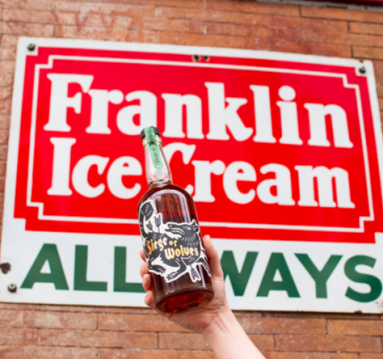 Franklin
Ice Cream
ALL WAYS
Siege of
Wolves